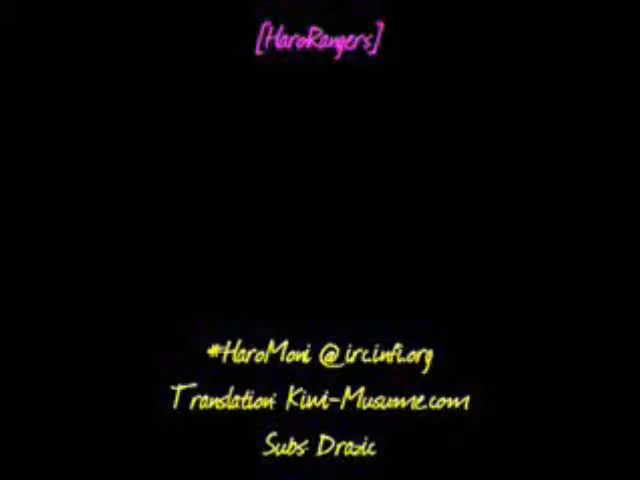 [HaroRangers]
#HaroMoni @ irc.infi.org
Translation: Kiwi-Musume.com
Subs: Drazic